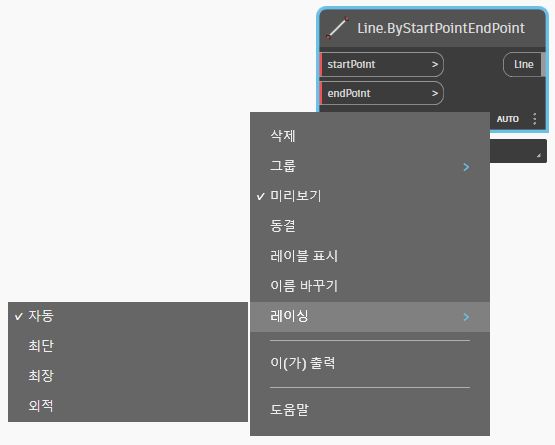 Line.ByStartPointEndPoint
startPoint >
Line
endPoint >
AUTO
삭제
그룹 >
✓ 미리보기
동결
레이블 표시
이름 바꾸기
레이싱 >
이(가) 출력
도움말
✓ 자동
최단
최장
외적